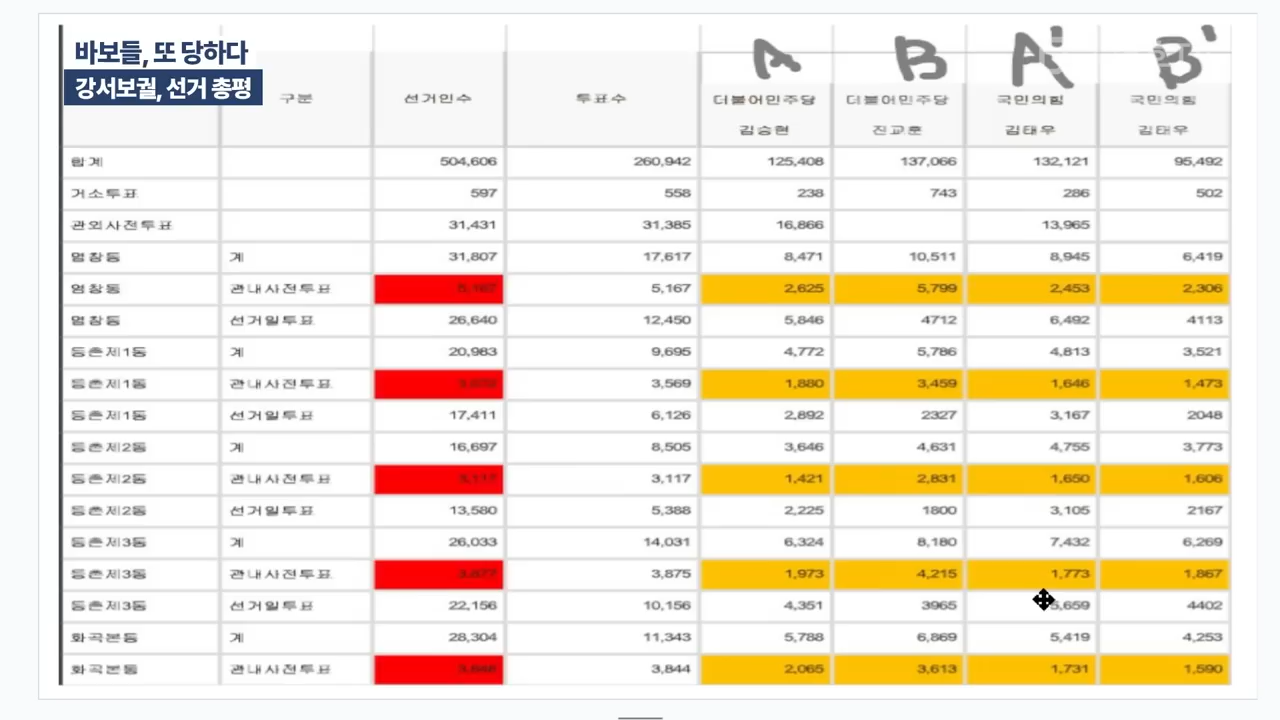 바보들, 또 당하다
강서보궐, 선거 총평
A B A' B'
구분 선거인수 투표수 더불어민주당 더불어민주당 국민의힘 국민의힘
김승현 진교훈 김태우 김태우
합계 504,606 260,942 125,408 137,066 132,121 95,492
거소투표 597 558 238 743 286 502
관외사전투표 31,431 31,385 16,866 13,965
염창동 계 31,807 17,617 8,471 10,511 8,945 6,419
염창동 관내사전투표 5,167 5,167 2,625 5,799 2,453 2,306
염창동 선거일투표 26,640 12,450 5,846 4712 6,492 4113
등촌제1동 계 20,983 9,695 4,772 5,786 4,813 3,521
등촌제1동 관내사전투표 3,569 1,880 3,459 1,646 1,473
등촌제1동 선거일투표 17,411 6,126 2,892 2327 3,167 2048
등촌제2동 계 16,697 8,505 3,646 4,631 4,755 3,773
등촌제2동 관내사전투표 3,117 3,117 1,421 2,831 1,650 1,606
등촌제2동 선거일투표 13,580 5,388 2,225 1800 3,105 2167
등촌제3동 계 26,033 14,031 6,324 8,180 7,432 6,269
등촌제3동 관내사전투표 3,877 3,875 1,973 4,215 1,773 1,867
등촌제3동 선거일투표 22,156 10,156 4,351 3965 5,659 4402
화곡본동 계 28,304 11,343 5,788 6,869 5,419 4,253
화곡본동 관내사전투표 3,844 2,065 3,613 1,731 1,590